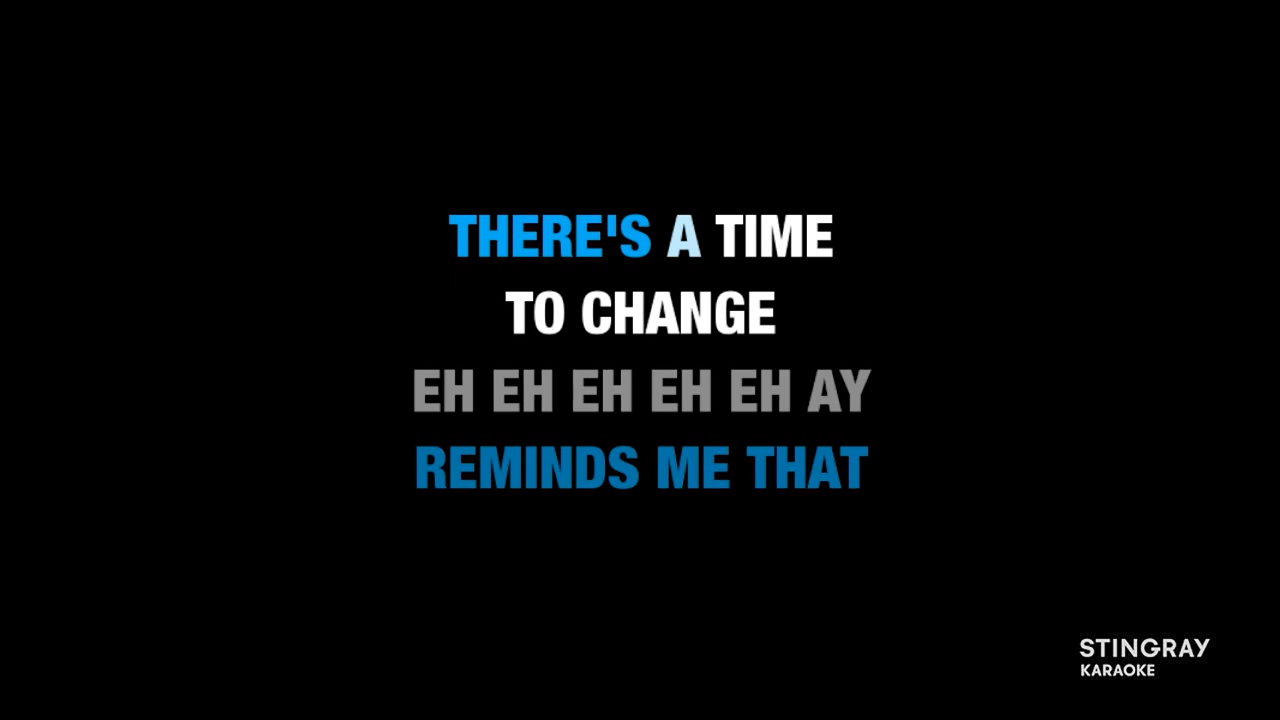 THERE'S A TIME
TO CHANGE
EH EH EH EH EH AY
REMINDS ME THAT
STINGRAY
KARAOKE